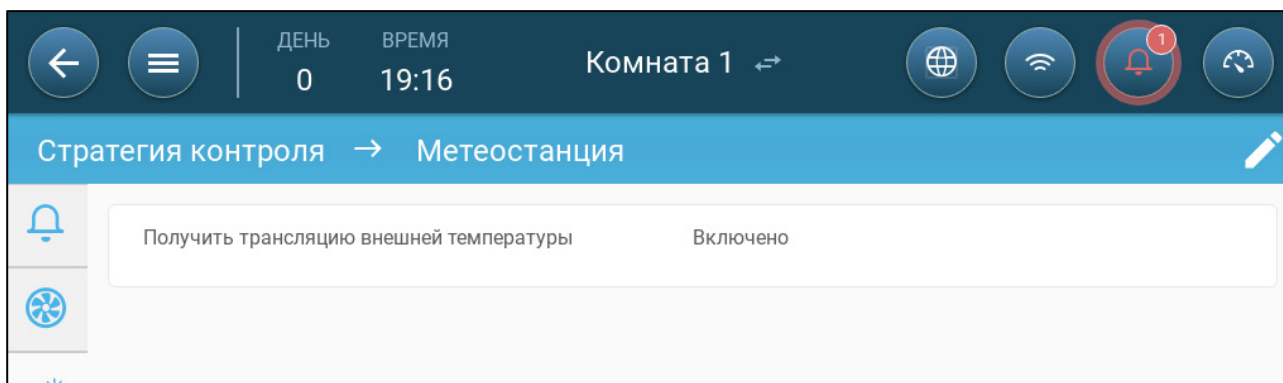 ДЕНЬ ВРЕМЯ
0 19:16 Комната 1 1
Стратегия контроля → Метеостанция
Получить трансляцию внешней температуры Включено